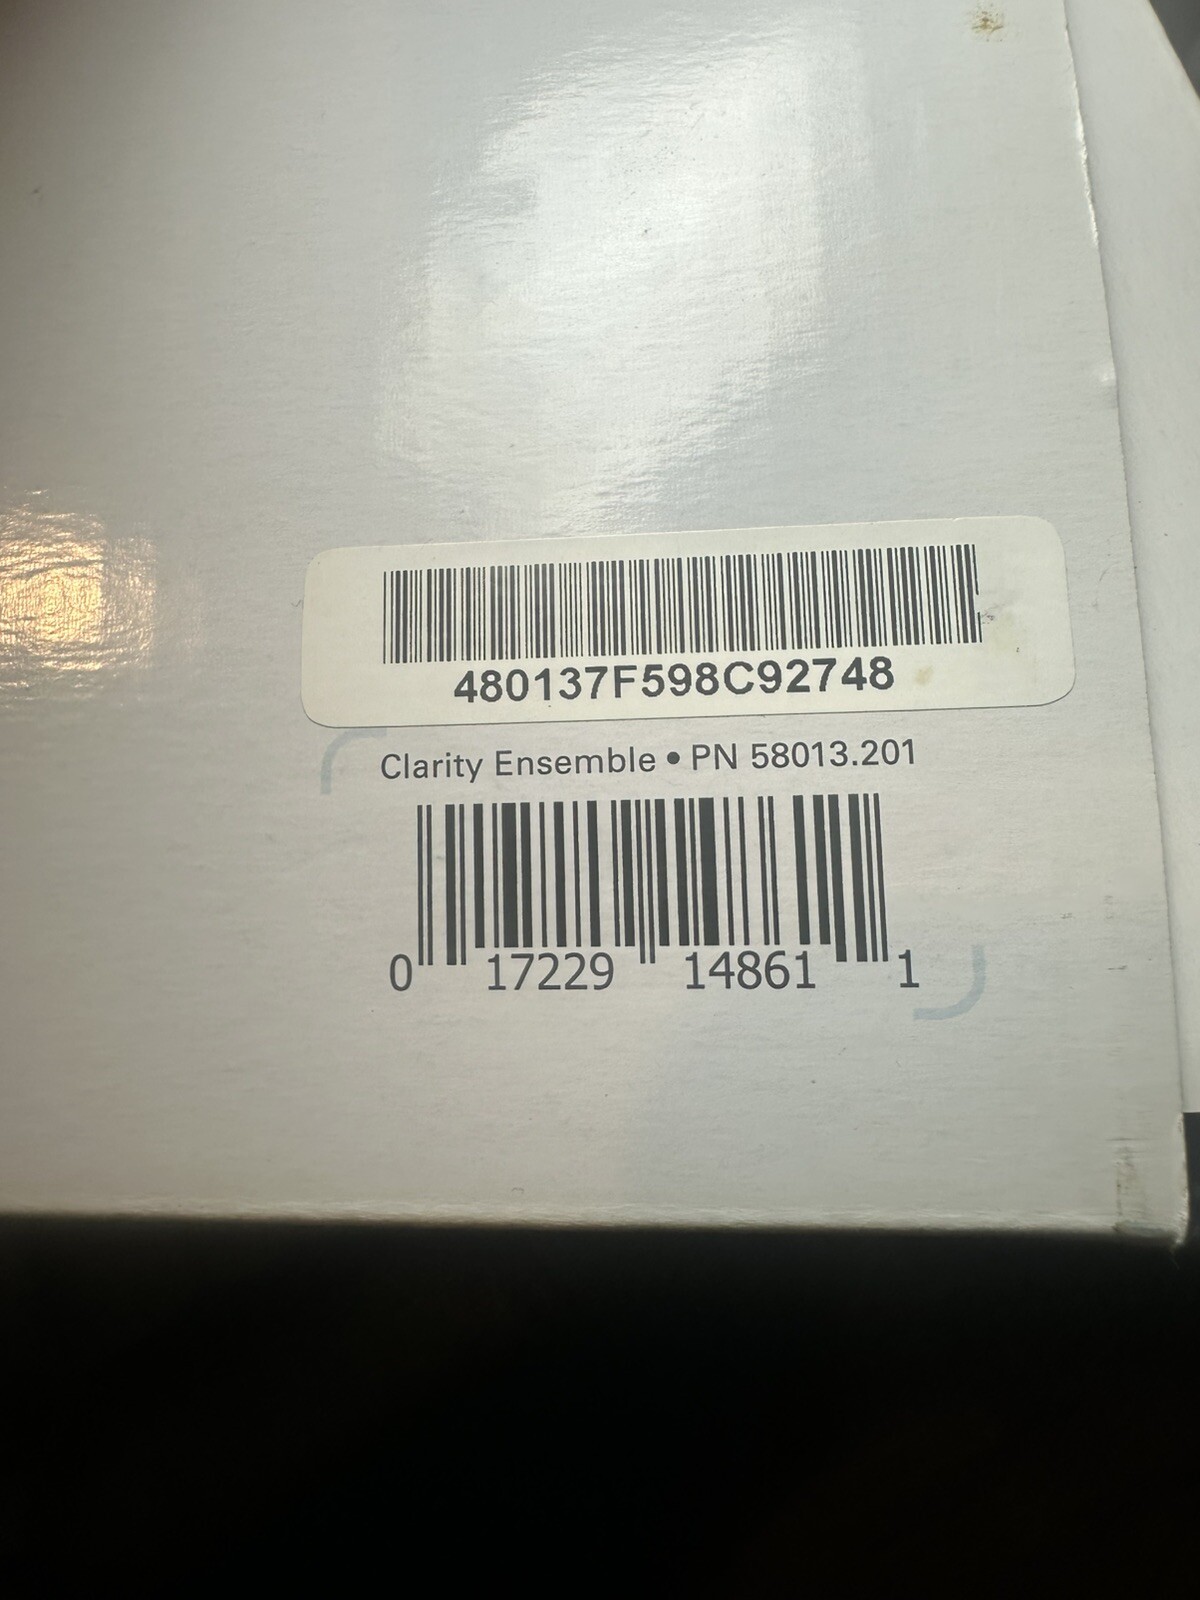 480137F598C92748
Clarity Ensemble • PN 58013.201
0 17229 14861 1